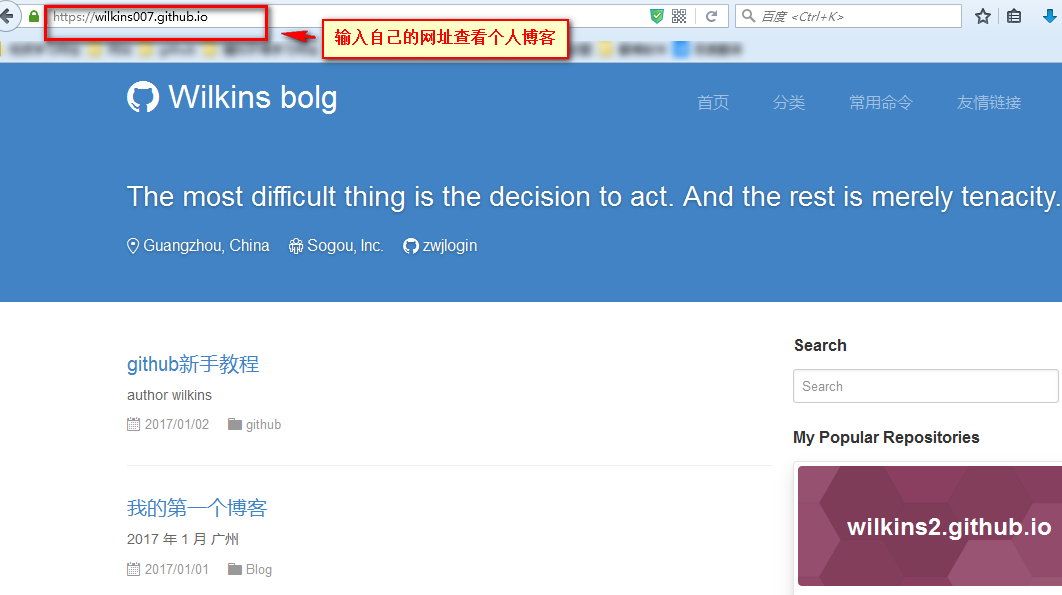 https://wilkins007.github.io
百度 <Ctrl+K>
输入自己的网址查看个人博客
Wilkins bolg
首页 分类 常用命令 友情链接
The most difficult thing is the decision to act. And the rest is merely tenacity.
Guangzhou, China Sogou, Inc. zwjlogin
github新手教程
author wilkins
2017/01/02 github
我的第一个博客
2017 年 1 月 广州
2017/01/01 Blog
Search
Search
My Popular Repositories
wilkins2.github.io